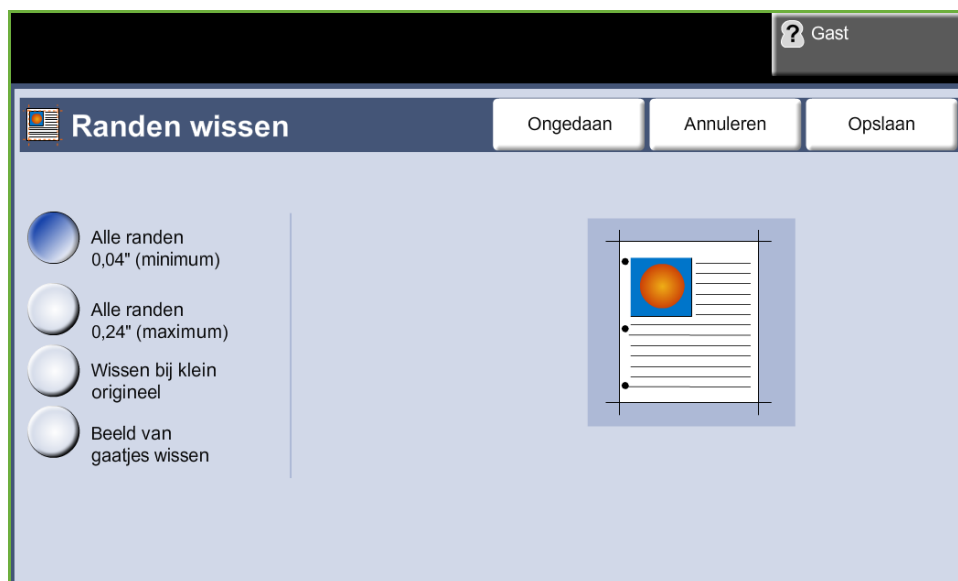 ? Gast
Randen wissen
Ongedaan
Annuleren
Opslaan
Alle randen
0,04" (minimum)
Alle randen
0,24" (maximum)
Wissen bij klein
origineel
Beeld van
gaatjes wissen